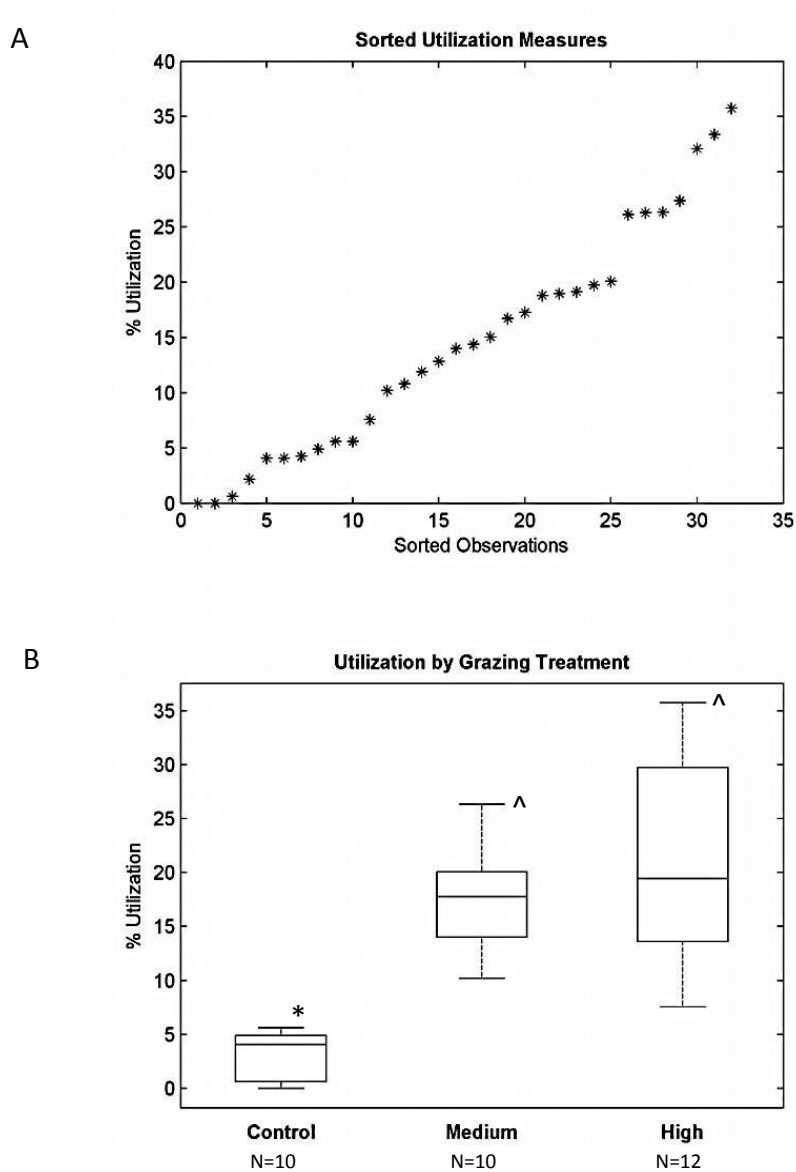 A
Sorted Utilization Measures
40
35
30
25
20
15
10
5
0
% Utilization
0 5 10 15 20 25 30 35
Sorted Observations
B
Utilization by Grazing Treatment
35
30
25
20
15
10
5
0
% Utilization
*
^
^
Control Medium High
N=10 N=10 N=12